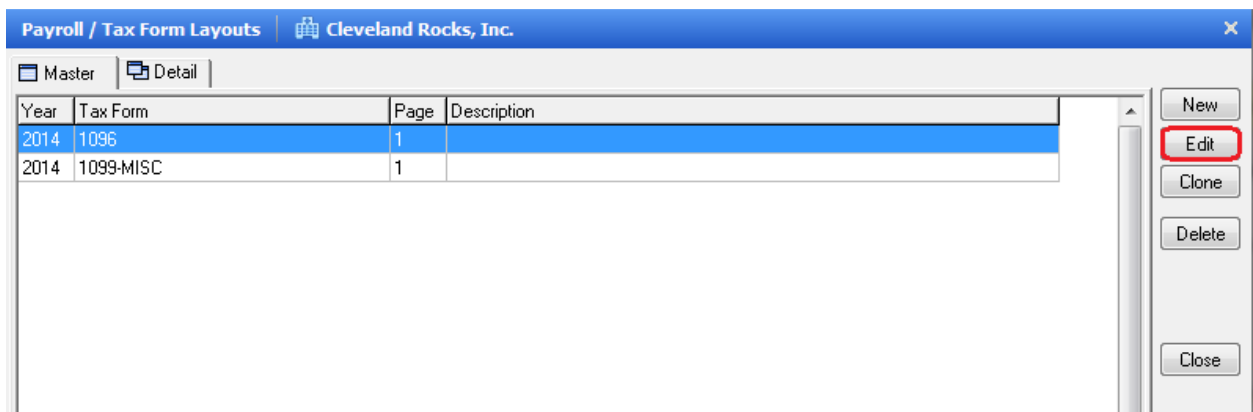 Payroll / Tax Form Layouts Cleveland Rocks, Inc.
Master Detail
Year Tax Form Page Description
2014 1096 1
2014 1099-MISC 1
New
Edit
Clone
Delete
Close